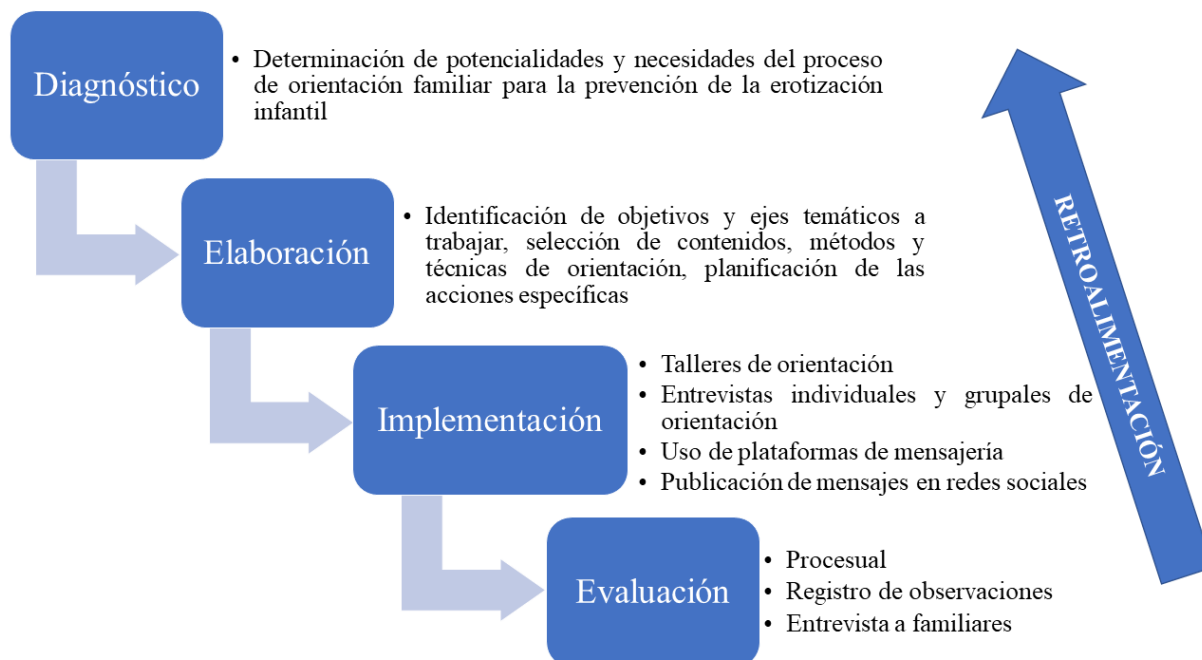 Diagnóstico
• Determinación de potencialidades y necesidades del proceso
de orientación familiar para la prevención de la erotización
infantil
Elaboración
• Identificación de objetivos y ejes temáticos a
trabajar, selección de contenidos, métodos y
técnicas de orientación, planificación de las
acciones específicas
Implementación
• Talleres de orientación
• Entrevistas individuales y grupales de
orientación
• Uso de plataformas de mensajería
• Publicación de mensajes en redes sociales
Evaluación
• Procesual
• Registro de observaciones
• Entrevista a familiares
RETROALIMENTACIÓN